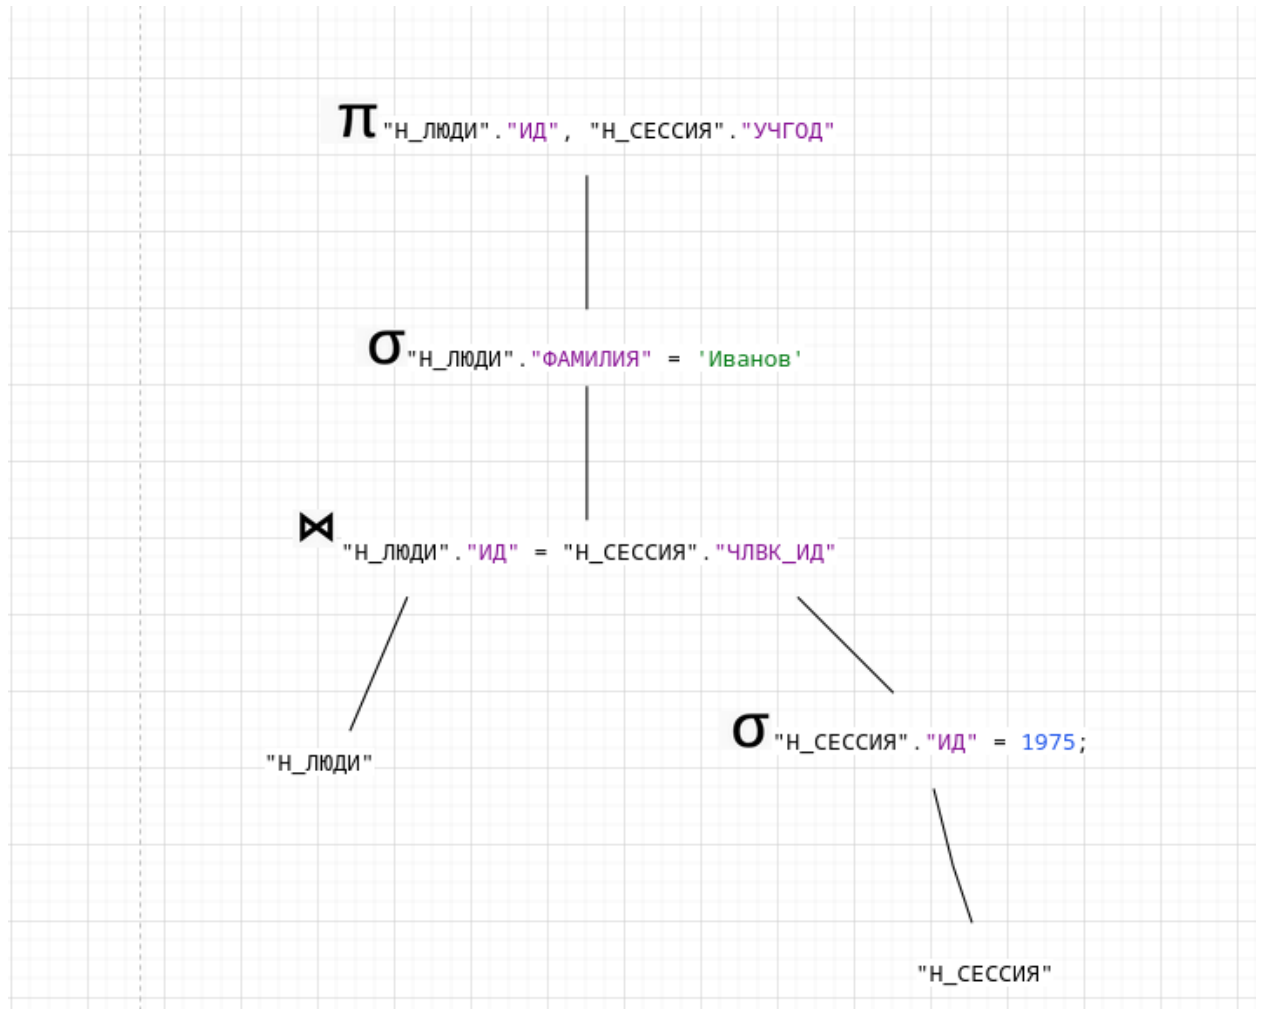 π "Н_ЛЮДИ"."ИД", "Н_СЕССИЯ"."УЧГОД"
σ "Н_ЛЮДИ"."ФАМИЛИЯ" = 'Иванов'
⋈ "Н_ЛЮДИ"."ИД" = "Н_СЕССИЯ"."ЧЛВК_ИД"
σ "Н_СЕССИЯ"."ИД" = 1975;
"Н_ЛЮДИ"
"Н_СЕССИЯ"